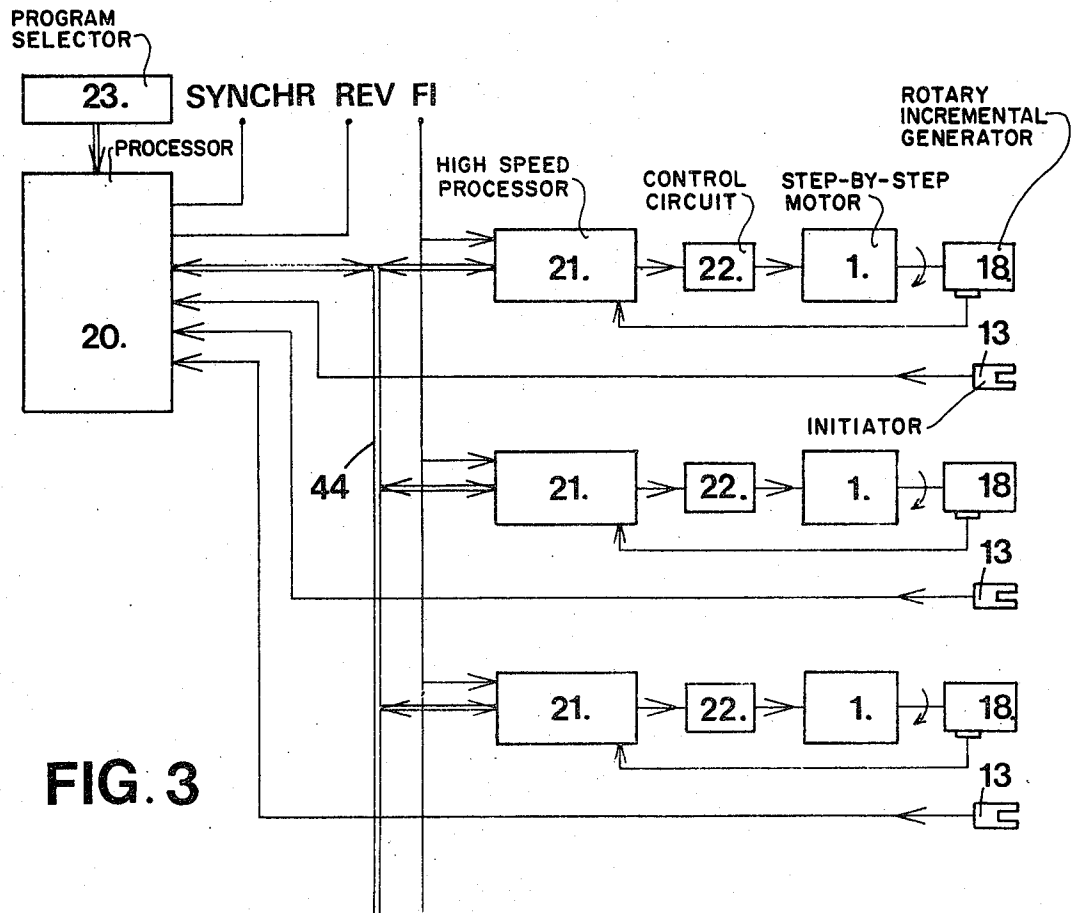 PROGRAM
SELECTOR
23.
SYNCHR REV FI
PROCESSOR
20.
HIGH SPEED
PROCESSOR
CONTROL
CIRCUIT
STEP-BY-STEP
MOTOR
ROTARY
INCREMENTAL
GENERATOR
21.
22.
1.
18.
13
INITIATOR
44
21.
22.
1.
18
13
21.
22.
1.
18.
13
FIG. 3